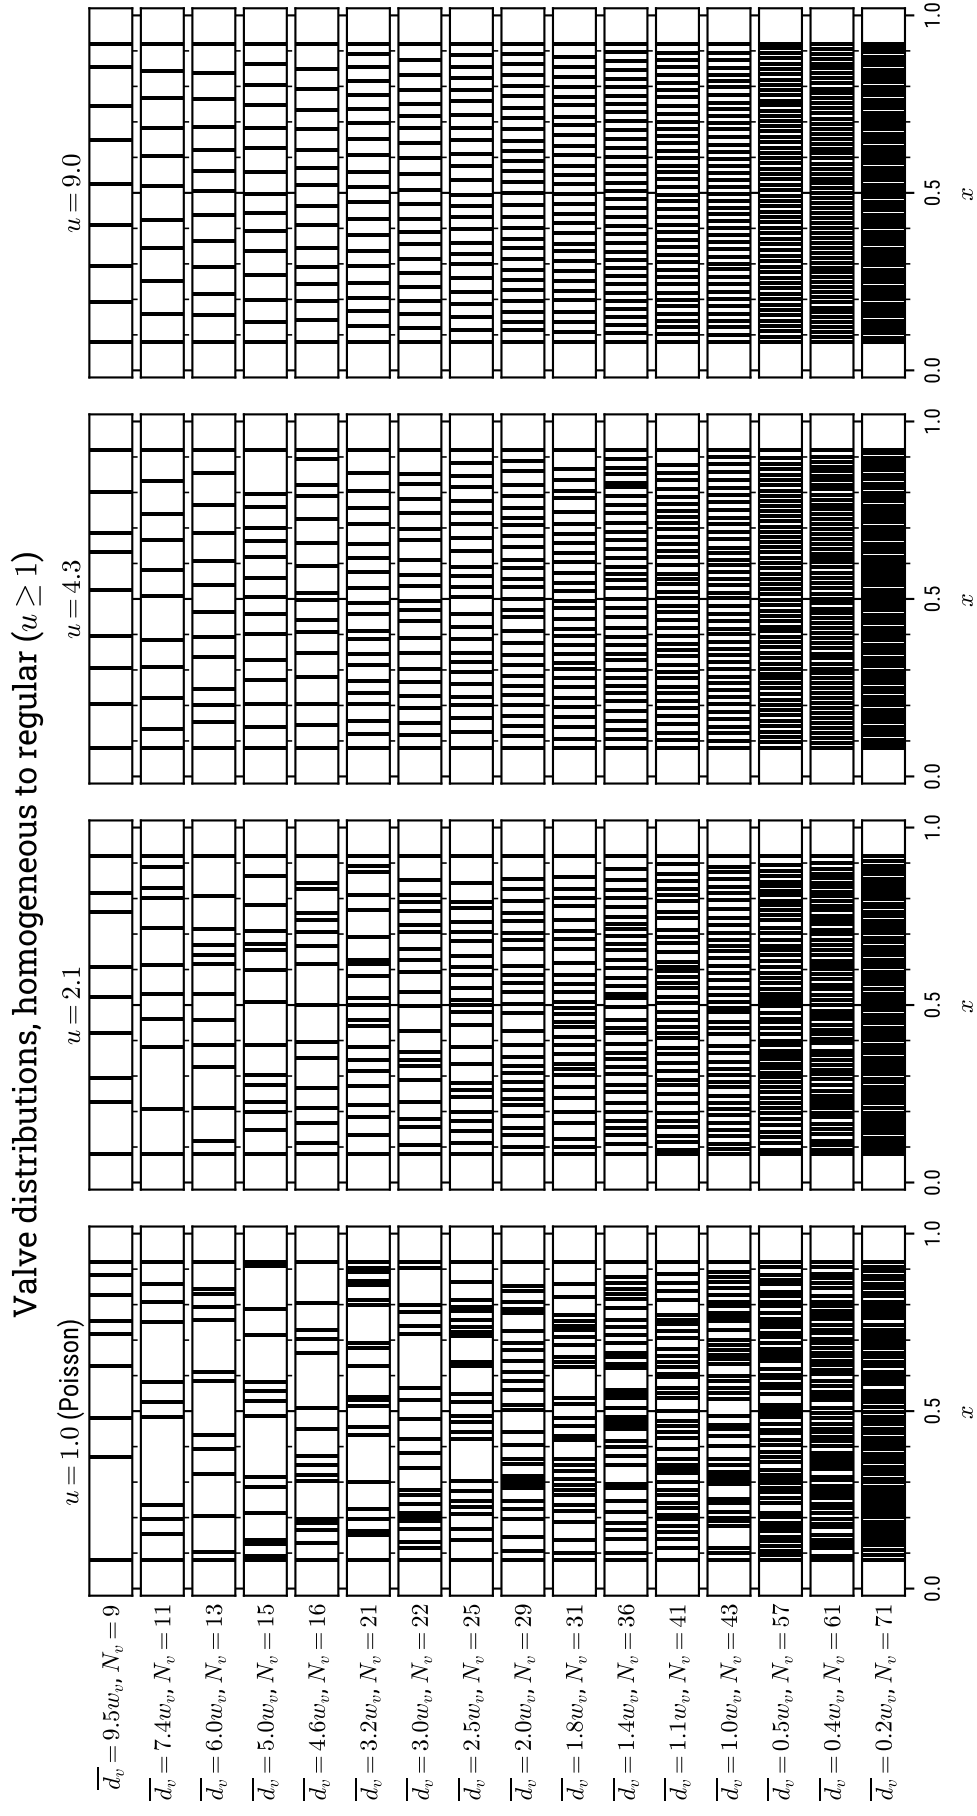 Valve distributions, homogeneous to regular (u ≥ 1)
u = 1.0 (Poisson)
u = 2.1
u = 4.3
u = 9.0
d̅ᵥ = 9.5wᵥ, Nᵥ = 9
d̅ᵥ = 7.4wᵥ, Nᵥ = 11
d̅ᵥ = 6.0wᵥ, Nᵥ = 13
d̅ᵥ = 5.0wᵥ, Nᵥ = 15
d̅ᵥ = 4.6wᵥ, Nᵥ = 16
d̅ᵥ = 3.2wᵥ, Nᵥ = 21
d̅ᵥ = 3.0wᵥ, Nᵥ = 22
d̅ᵥ = 2.5wᵥ, Nᵥ = 25
d̅ᵥ = 2.0wᵥ, Nᵥ = 29
d̅ᵥ = 1.8wᵥ, Nᵥ = 31
d̅ᵥ = 1.4wᵥ, Nᵥ = 36
d̅ᵥ = 1.1wᵥ, Nᵥ = 41
d̅ᵥ = 1.0wᵥ, Nᵥ = 43
d̅ᵥ = 0.5wᵥ, Nᵥ = 57
d̅ᵥ = 0.4wᵥ, Nᵥ = 61
d̅ᵥ = 0.2wᵥ, Nᵥ = 71
0.0 0.5 1.0 0.0 0.5 1.0 0.0 0.5 1.0 0.0 0.5 1.0
x x x x